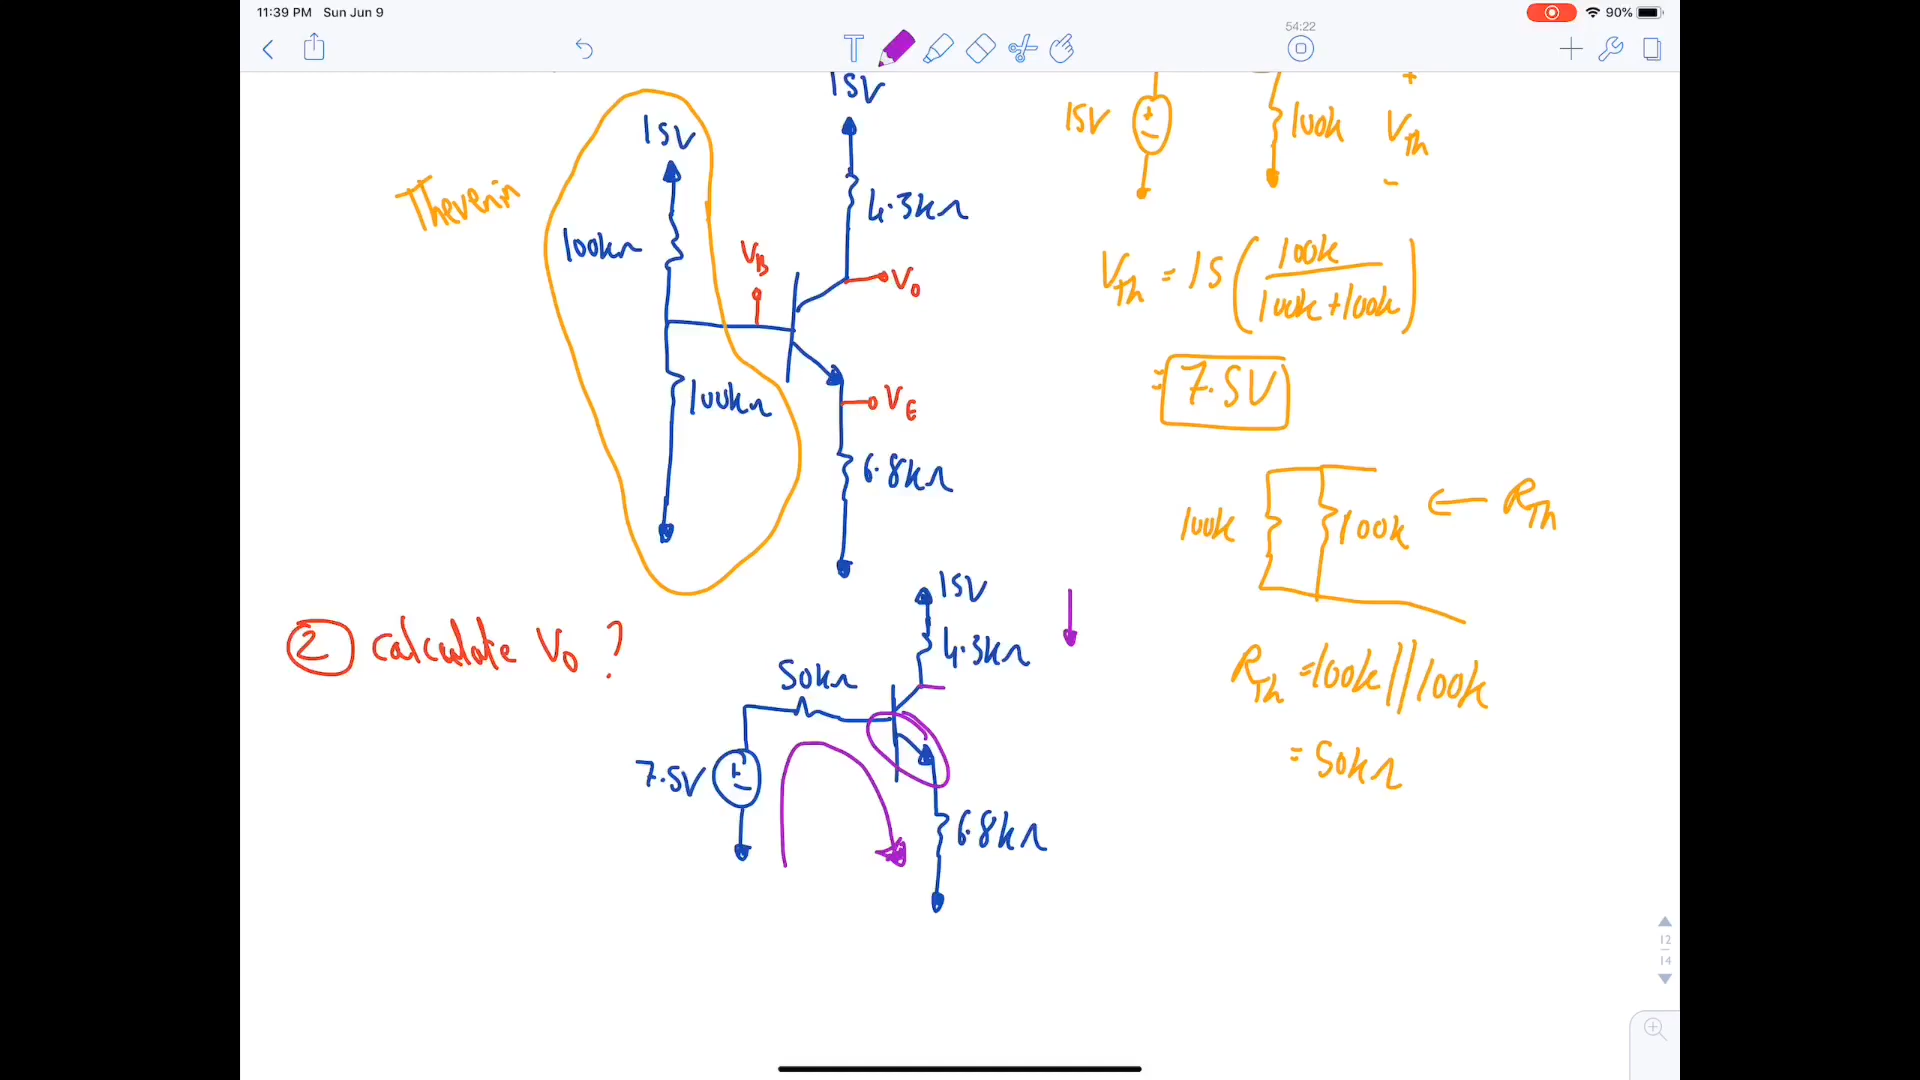 11:39 PM Sun Jun 9
90%
54:22
T
15V
15V
Thevenin
100kΩ
4.3kΩ
VB
Vo
100kΩ
VE
6.8kΩ
15V
+
100k
VTh
-
VTh = 15 ( 100k / 100k+100k )
= 7.5V
100k
100k
← RTh
RTh = 100k || 100k
= 50kΩ
② Calculate Vo ?
15V
4.3kΩ
50kΩ
7.5V
6.8kΩ
12
14